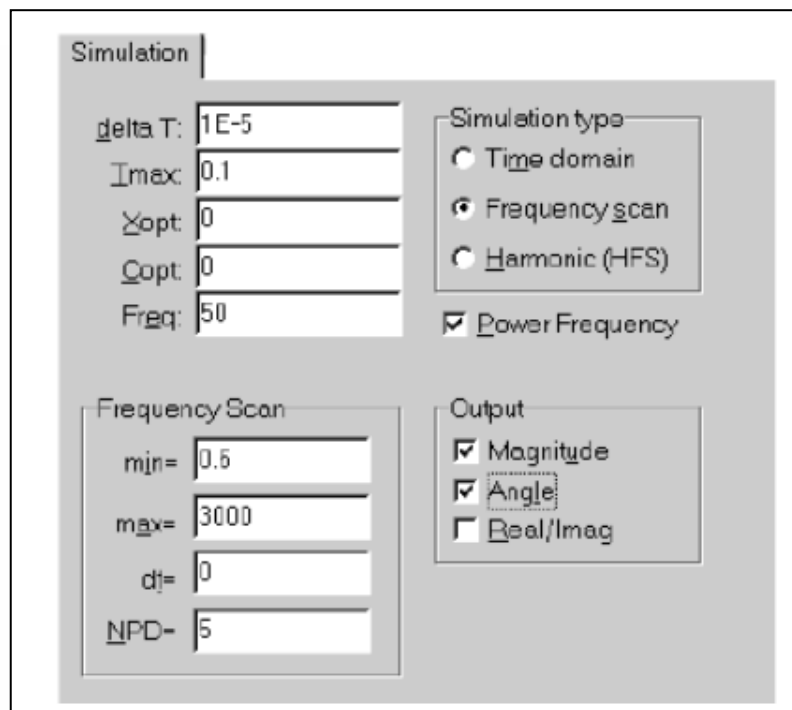 Simulation
delta T: 1E-5
Tmax: 0.1
Xopt: 0
Copt: 0
Freq: 50
Simulation type
Time domain
Frequency scan
Harmonic (HFS)
Power Frequency
Frequency Scan
min= 0.6
max= 3000
df= 0
NPD= 5
Output
Magnitude
Angle
Real/Imag